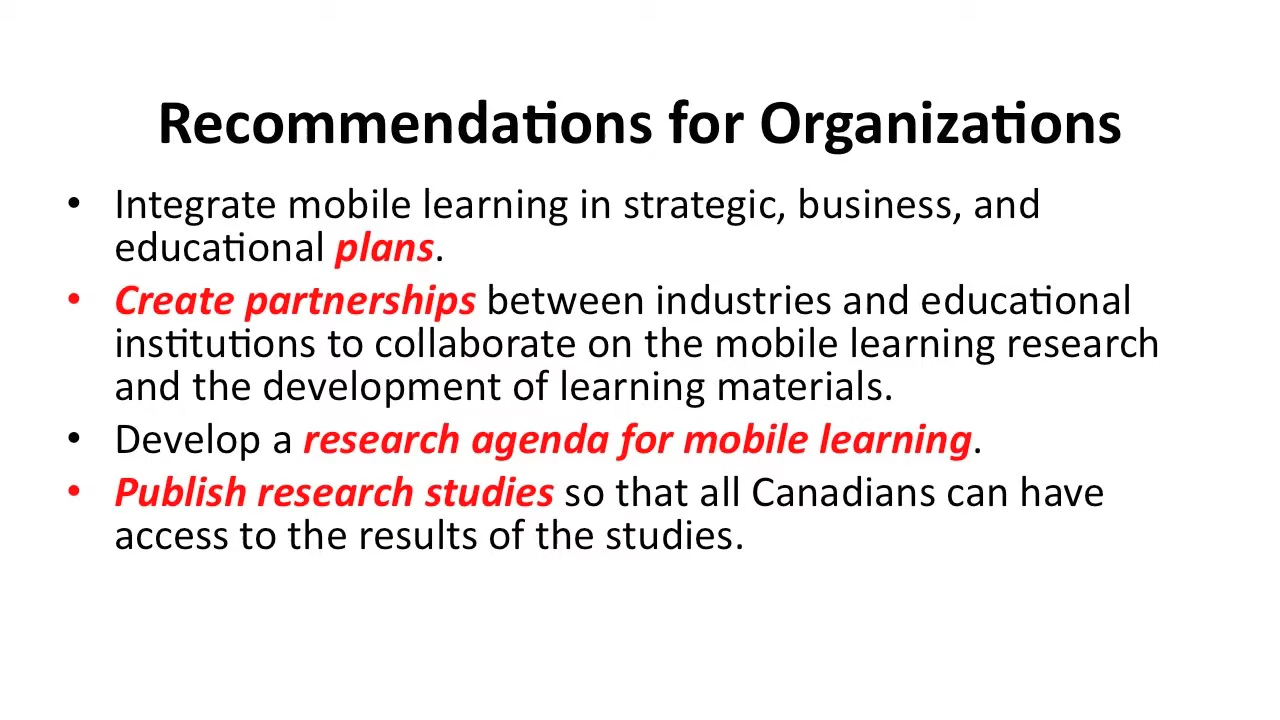 Recommendations for Organizations
• Integrate mobile learning in strategic, business, and
educational plans.
• Create partnerships between industries and educational
institutions to collaborate on the mobile learning research
and the development of learning materials.
• Develop a research agenda for mobile learning.
• Publish research studies so that all Canadians can have
access to the results of the studies.